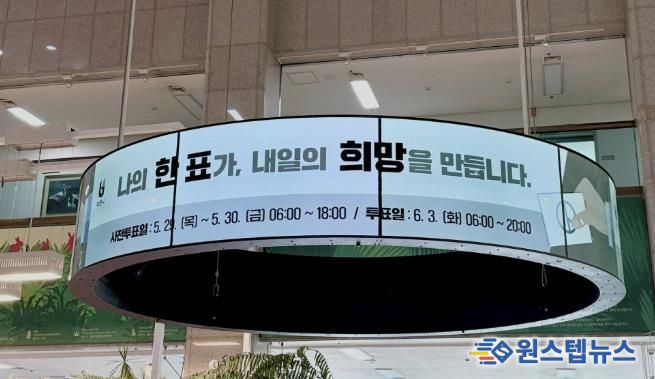 나의 한 표가, 내일의 희망을 만듭니다.
사전투표일 : 5. 29. (목) ~ 5. 30. (금) 06:00 ~ 18:00 / 투표일 : 6. 3. (화) 06:00 ~ 20:00
원스텝뉴스